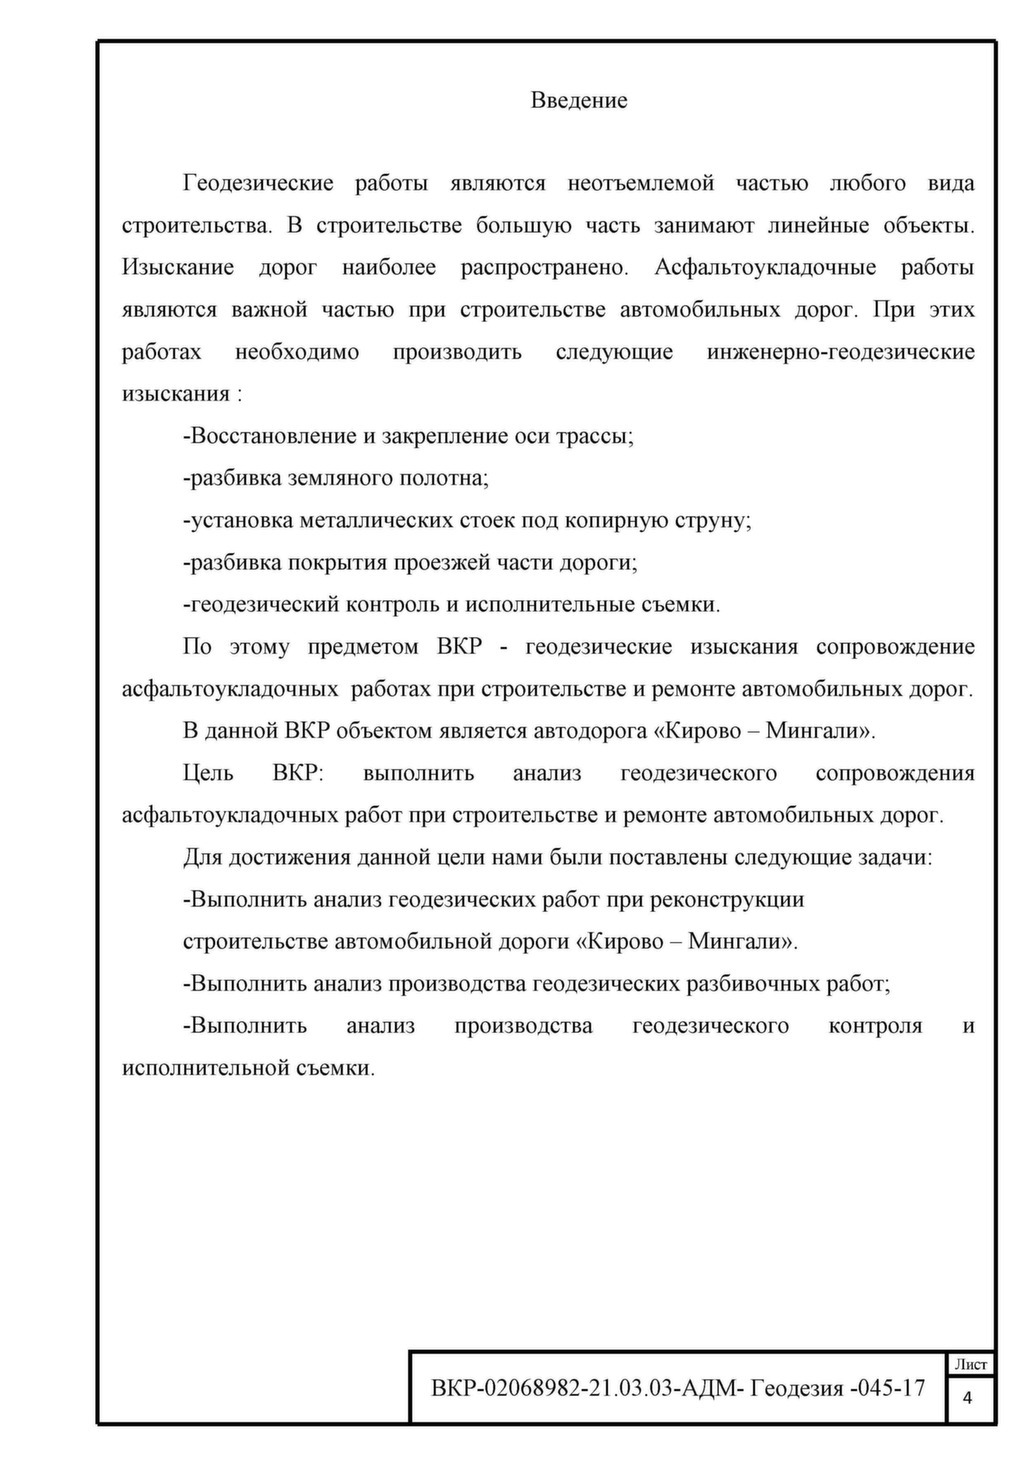 Введение
Геодезические работы являются неотъемлемой частью любого вида
строительства. В строительстве большую часть занимают линейные объекты.
Изыскание дорог наиболее распространено. Асфальтоукладочные работы
являются важной частью при строительстве автомобильных дорог. При этих
работах необходимо производить следующие инженерно-геодезические
изыскания :
-Восстановление и закрепление оси трассы;
-разбивка земляного полотна;
-установка металлических стоек под копирную струну;
-разбивка покрытия проезжей части дороги;
-геодезический контроль и исполнительные съемки.
По этому предметом ВКР - геодезические изыскания сопровождение
асфальтоукладочных работах при строительстве и ремонте автомобильных дорог.
В данной ВКР объектом является автодорога «Кирово – Мингали».
Цель ВКР: выполнить анализ геодезического сопровождения
асфальтоукладочных работ при строительстве и ремонте автомобильных дорог.
Для достижения данной цели нами были поставлены следующие задачи:
-Выполнить анализ геодезических работ при реконструкции
строительстве автомобильной дороги «Кирово – Мингали».
-Выполнить анализ производства геодезических разбивочных работ;
-Выполнить анализ производства геодезического контроля и
исполнительной съемки.
ВКР-02068982-21.03.03-АДМ- Геодезия -045-17
Лист
4